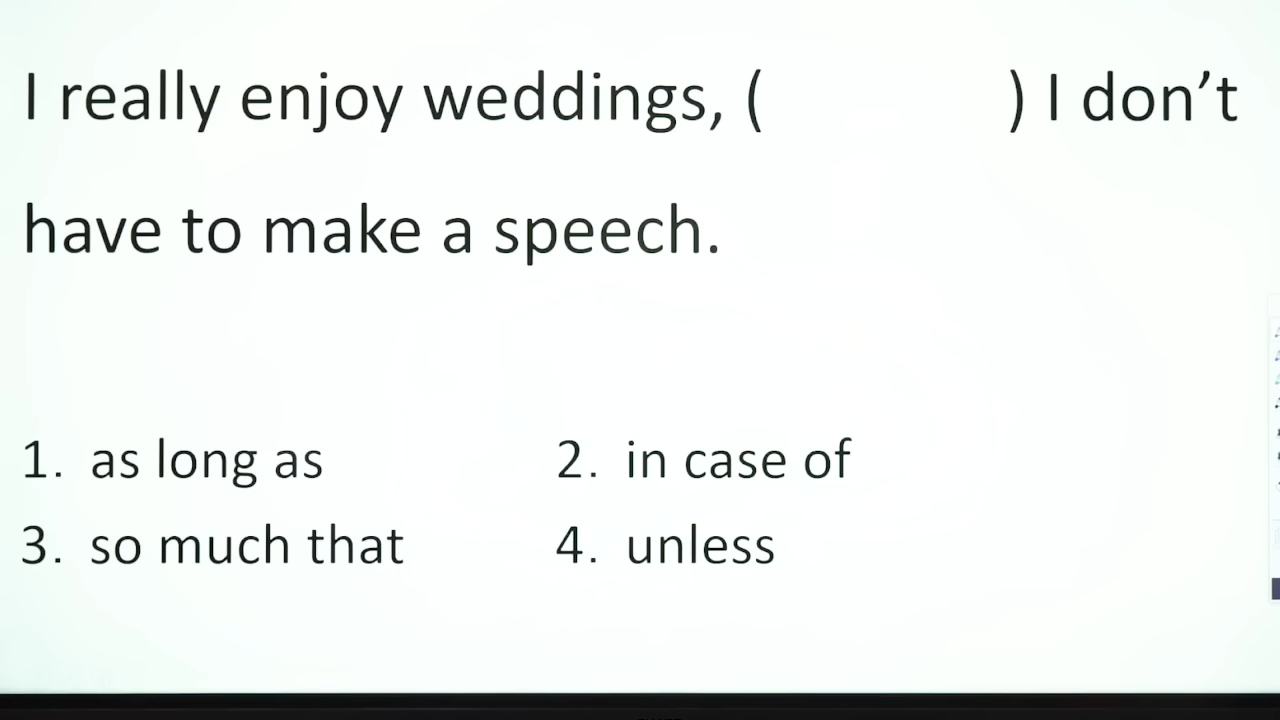 I really enjoy weddings, ( ) I don't
have to make a speech.
1. as long as 2. in case of
3. so much that 4. unless